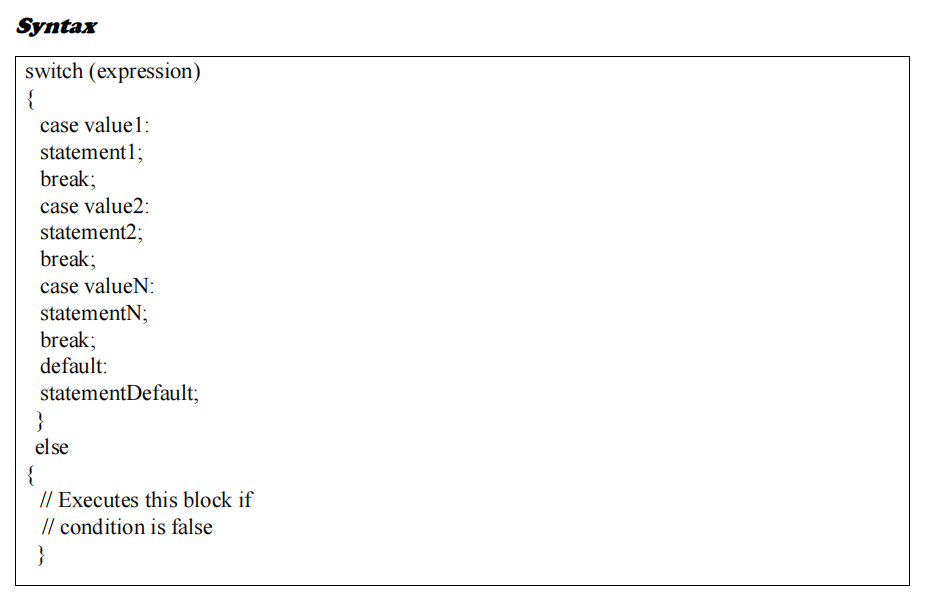 Syntax
switch (expression)
{
case value1:
statement1;
break;
case value2:
statement2;
break;
case valueN:
statementN;
break;
default:
statementDefault;
}
else
{
// Executes this block if
// condition is false
}